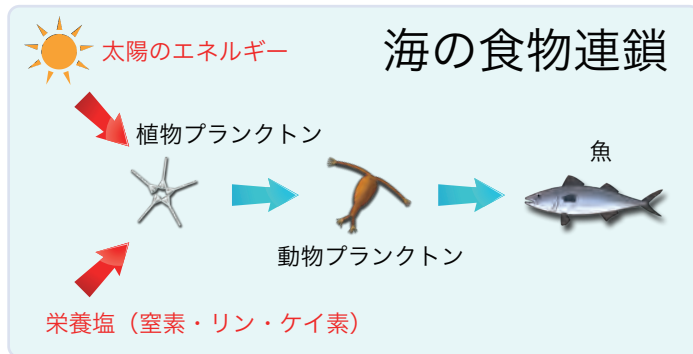 海の食物連鎖
太陽のエネルギー
植物プランクトン
魚
動物プランクトン
栄養塩（窒素・リン・ケイ素）